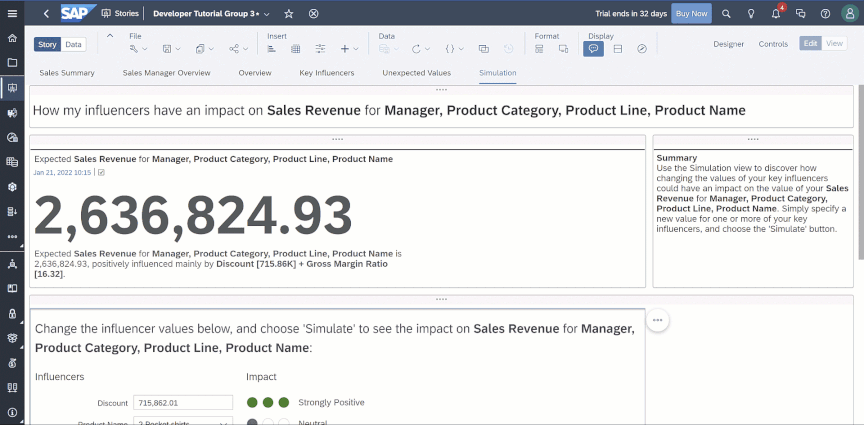 SAP Stories Developer Tutorial Group 3* Trial ends in 32 days Buy Now 4
Story Data File Insert Data Format Display Designer Controls Edit View
Sales Summary Sales Manager Overview Overview Key Influencers Unexpected Values Simulation
How my influencers have an impact on Sales Revenue for Manager, Product Category, Product Line, Product Name
Expected Sales Revenue for Manager, Product Category, Product Line, Product Name
Jan 21, 2022 10:15
2,636,824.93
Expected Sales Revenue for Manager, Product Category, Product Line, Product Name is
2,636,824.93, positively influenced mainly by Discount [715.86K] + Gross Margin Ratio
[16.32].
Summary
Use the Simulation view to discover how
changing the values of your key influencers
could have an impact on the value of your Sales
Revenue for Manager, Product Category,
Product Line, Product Name. Simply specify a
new value for one or more of your key
influencers, and choose the 'Simulate' button.
Change the influencer values below, and choose 'Simulate' to see the impact on Sales Revenue for Manager,
Product Category, Product Line, Product Name:
Influencers Impact
Discount 715,862.01 Strongly Positive
Product Name 2 Pocket shirts Neutral